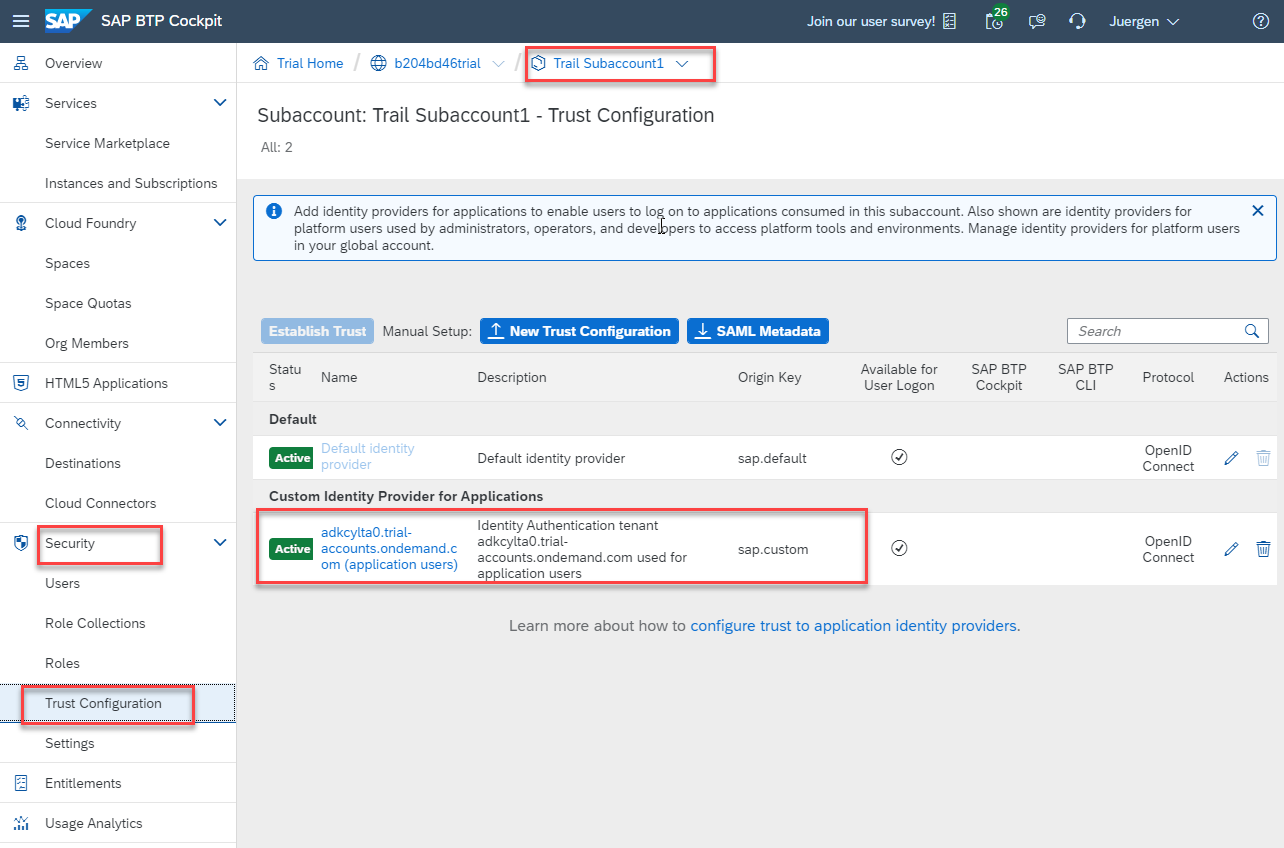 SAP SAP BTP Cockpit
Join our user survey!
26
Juergen
Overview
Services
Service Marketplace
Instances and Subscriptions
Cloud Foundry
Spaces
Space Quotas
Org Members
HTML5 Applications
Connectivity
Destinations
Cloud Connectors
Security
Users
Role Collections
Roles
Trust Configuration
Settings
Entitlements
Usage Analytics
Trial Home / b204bd46trial / Trail Subaccount1
Subaccount: Trail Subaccount1 - Trust Configuration
All: 2
Add identity providers for applications to enable users to log on to applications consumed in this subaccount. Also shown are identity providers for
platform users used by administrators, operators, and developers to access platform tools and environments. Manage identity providers for platform users
in your global account.
Establish Trust Manual Setup: New Trust Configuration SAML Metadata Search
Statu
s
Name
Description
Origin Key
Available for
User Logon
SAP BTP
Cockpit
SAP BTP
CLI
Protocol
Actions
Default
Active
Default identity
provider
Default identity provider
sap.default
OpenID
Connect
Custom Identity Provider for Applications
Active
adkcylta0.trial-
accounts.ondemand.c
om (application users)
Identity Authentication tenant
adkcylta0.trial-
accounts.ondemand.com used for
application users
sap.custom
OpenID
Connect
Learn more about how to configure trust to application identity providers.